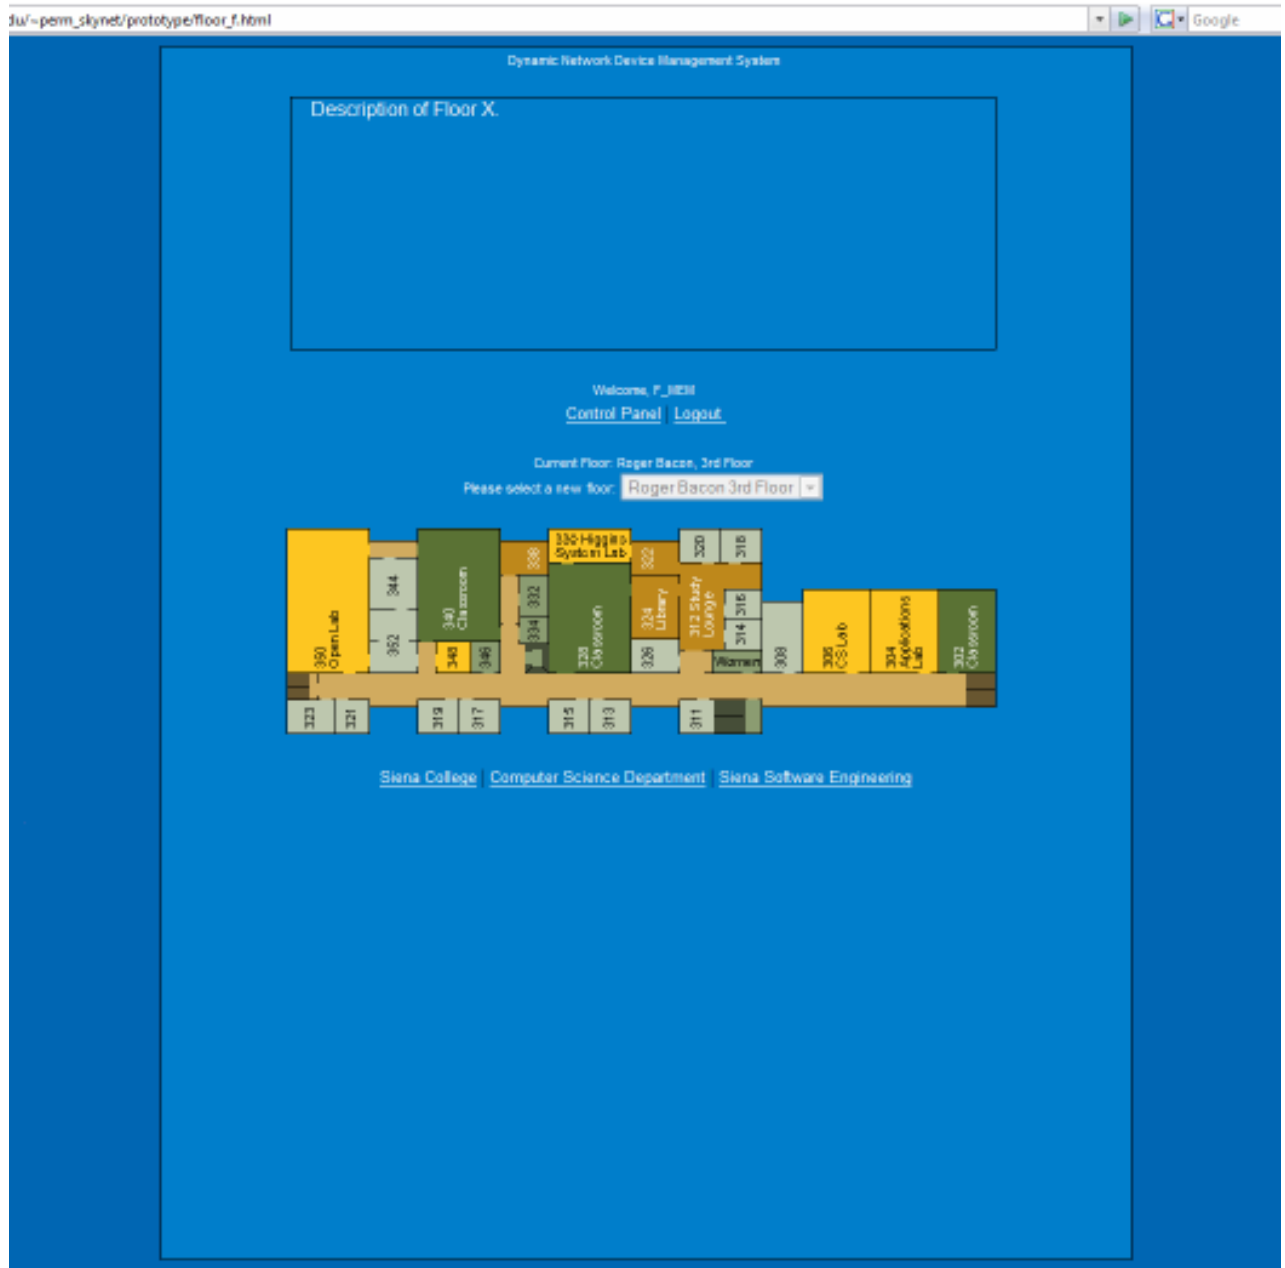 du/~perm_skynet/prototype/floor_f.html
Google
Dynamic Network Device Management System
Description of Floor X.
Welcome, F_MEM
Control Panel | Logout
Current Floor: Roger Bacon, 3rd Floor
Please select a new floor: Roger Bacon 3rd Floor
350
Open Lab
344
352
340
Classroom
348
346
338
332
334
330 Higgins
System Lab
328
Classroom
322
324
Library
326
312 Study
Lounge
320
318
316
314
Women
308
306
CS Lab
304
Applications
Lab
302
Classroom
323
321
319
317
315
313
311
Siena College | Computer Science Department | Siena Software Engineering